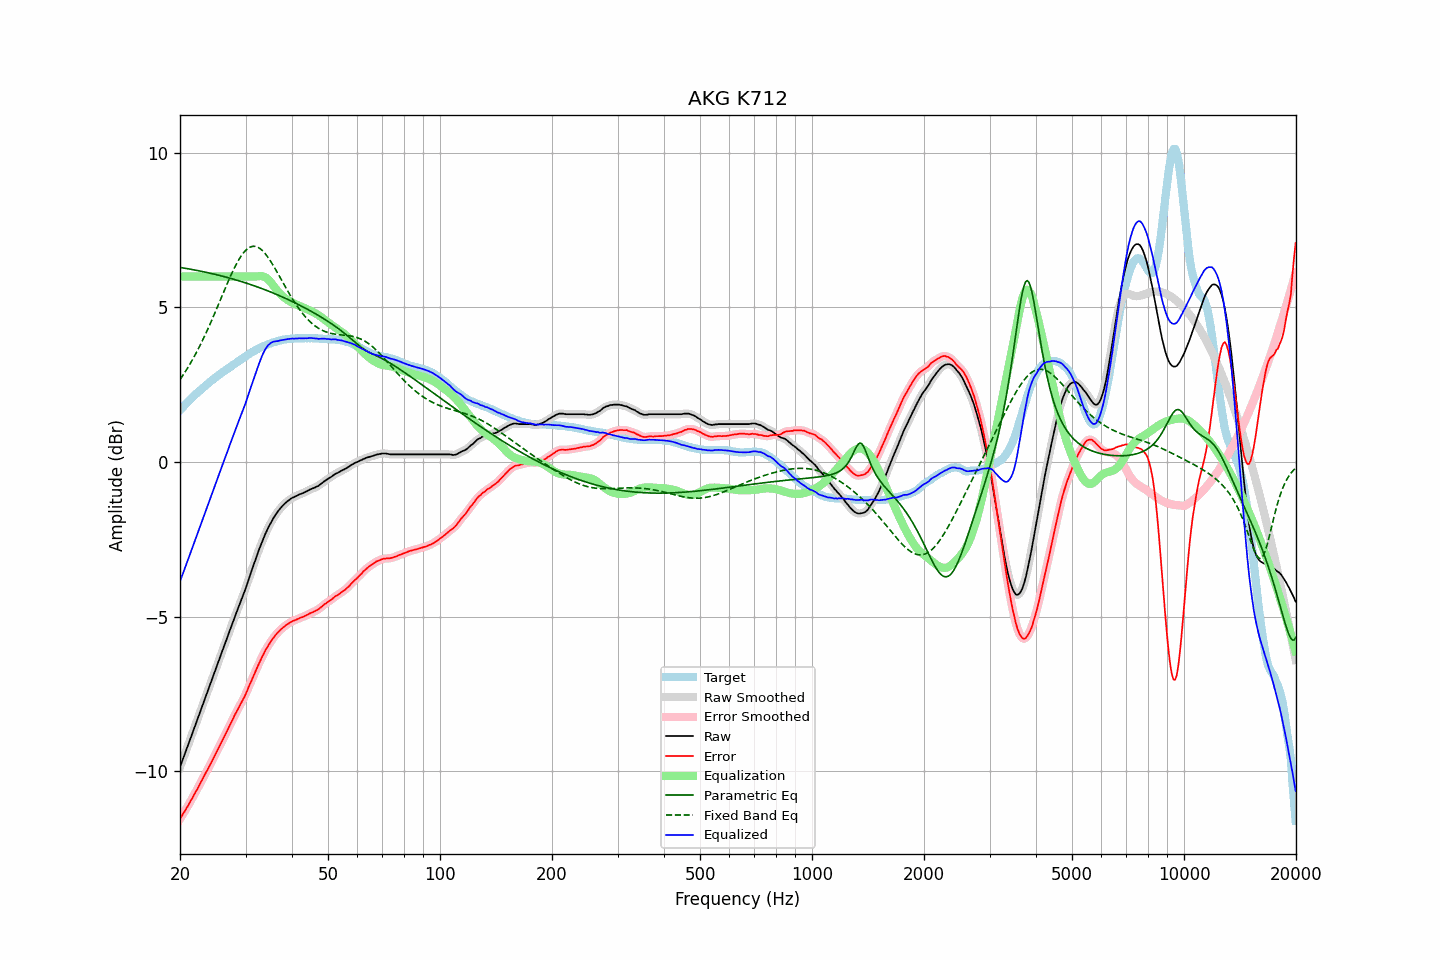 AKG K712
Amplitude (dBr)
10
5
0
−5
−10
Target
Raw Smoothed
Error Smoothed
Raw
Error
Equalization
Parametric Eq
Fixed Band Eq
Equalized
20 50 100 200 500 1000 2000 5000 10000 20000
Frequency (Hz)